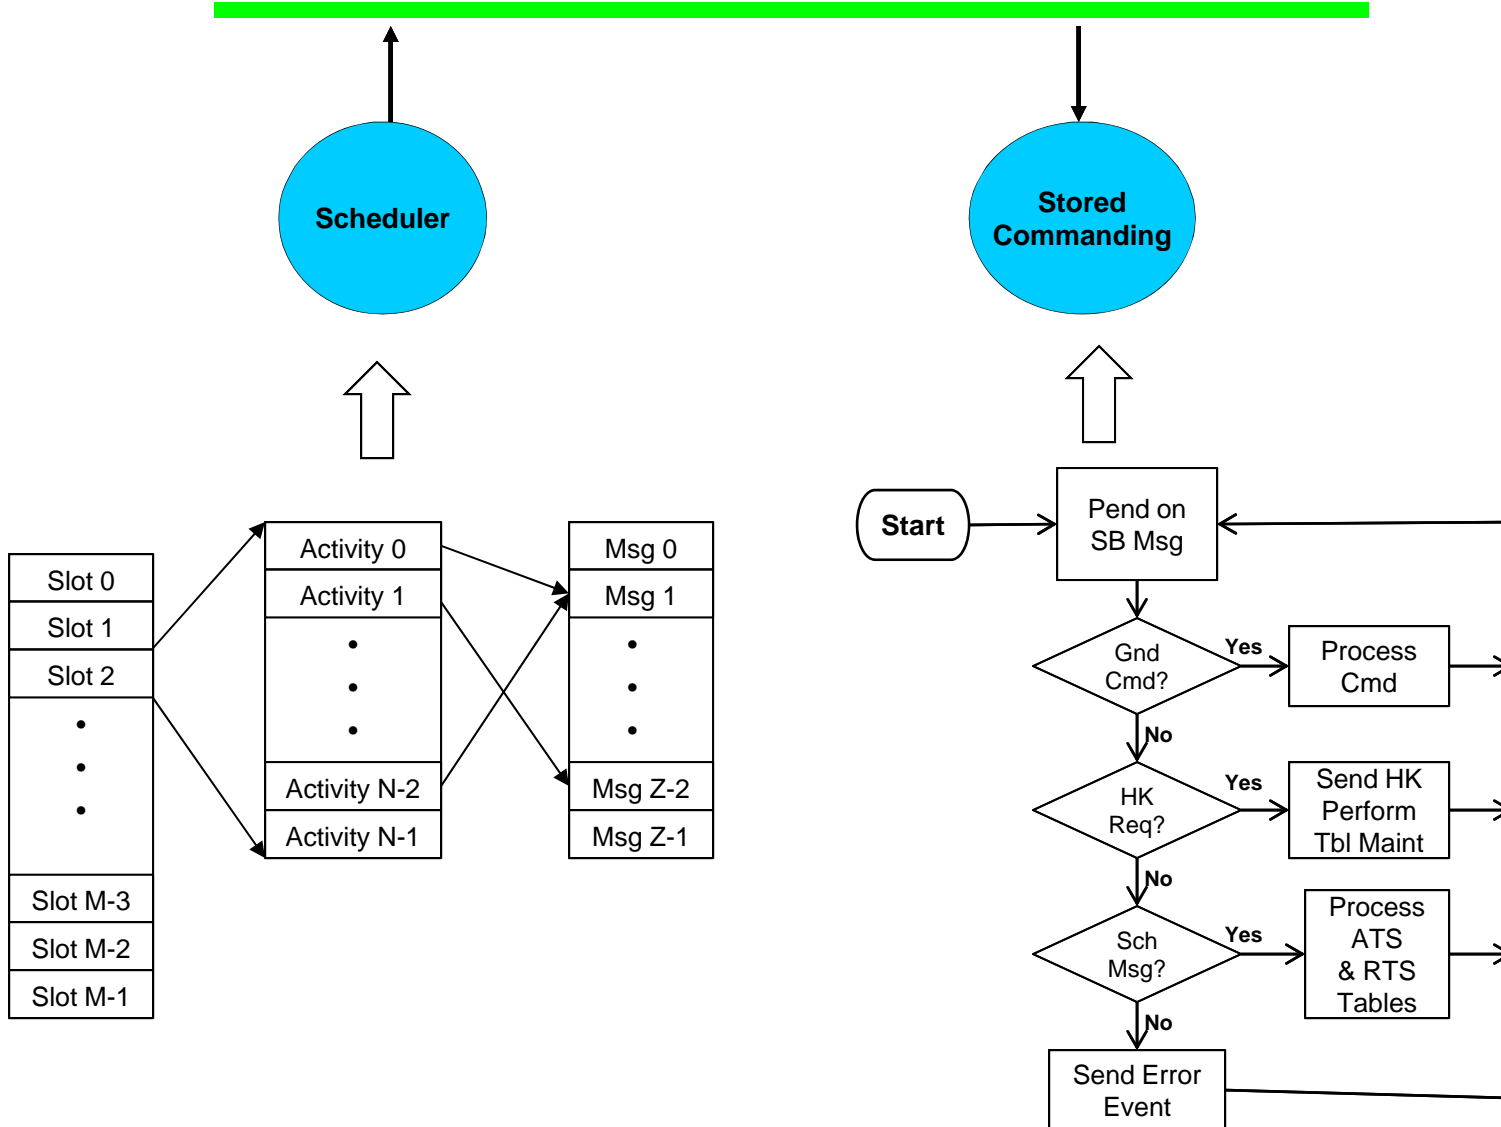 Scheduler
Stored
Commanding
Slot 0
Slot 1
Slot 2
Slot M-3
Slot M-2
Slot M-1
Activity 0
Activity 1
Activity N-2
Activity N-1
Msg 0
Msg 1
Msg Z-2
Msg Z-1
Start
Pend on
SB Msg
Gnd
Cmd?
Yes
Process
Cmd
No
HK
Req?
Yes
Send HK
Perform
Tbl Maint
No
Sch
Msg?
Yes
Process
ATS
& RTS
Tables
No
Send Error
Event